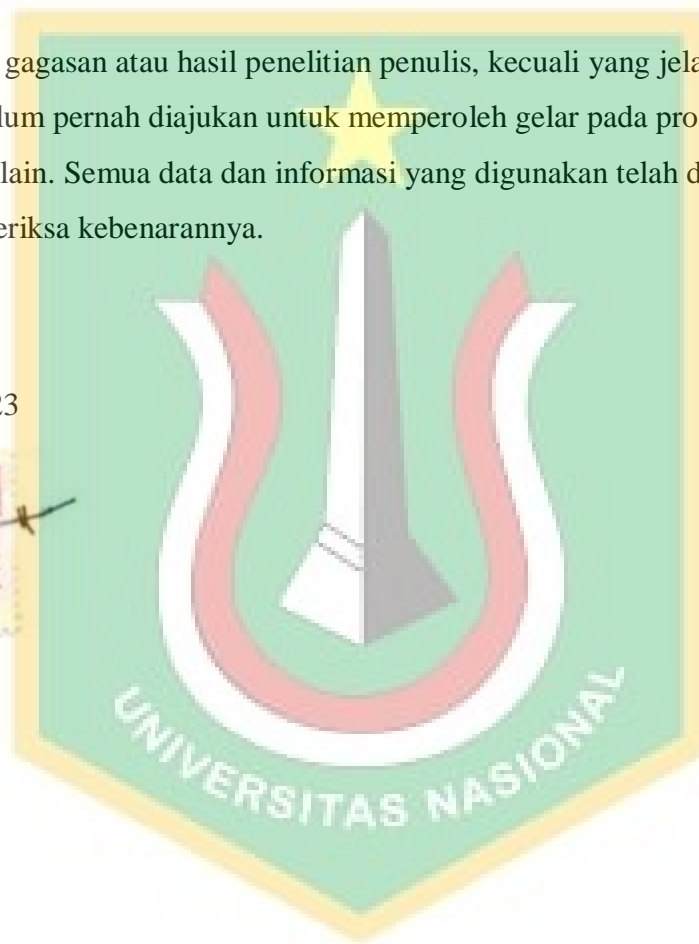 gagasan atau hasil penelitian penulis, kecuali yang jela
lum pernah diajukan untuk memperoleh gelar pada pro
lain. Semua data dan informasi yang digunakan telah d
eriksa kebenarannya.
23
UNIVERSITAS NASIONAL